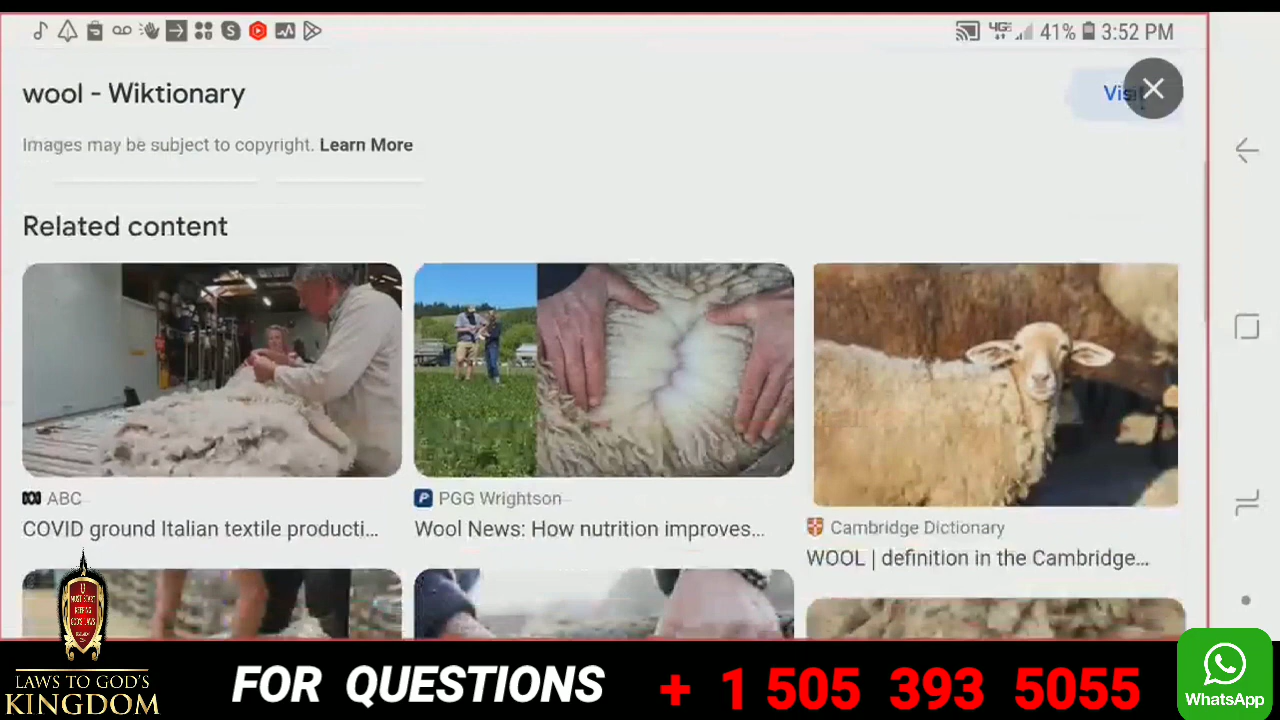 41% 3:52 PM
wool - Wiktionary
Visit
Images may be subject to copyright. Learn More
Related content
ABC
COVID ground Italian textile producti...
PGG Wrightson
Wool News: How nutrition improves...
Cambridge Dictionary
WOOL | definition in the Cambridge...
LAWS TO GOD'S
KINGDOM
FOR QUESTIONS + 1 505 393 5055
WhatsApp